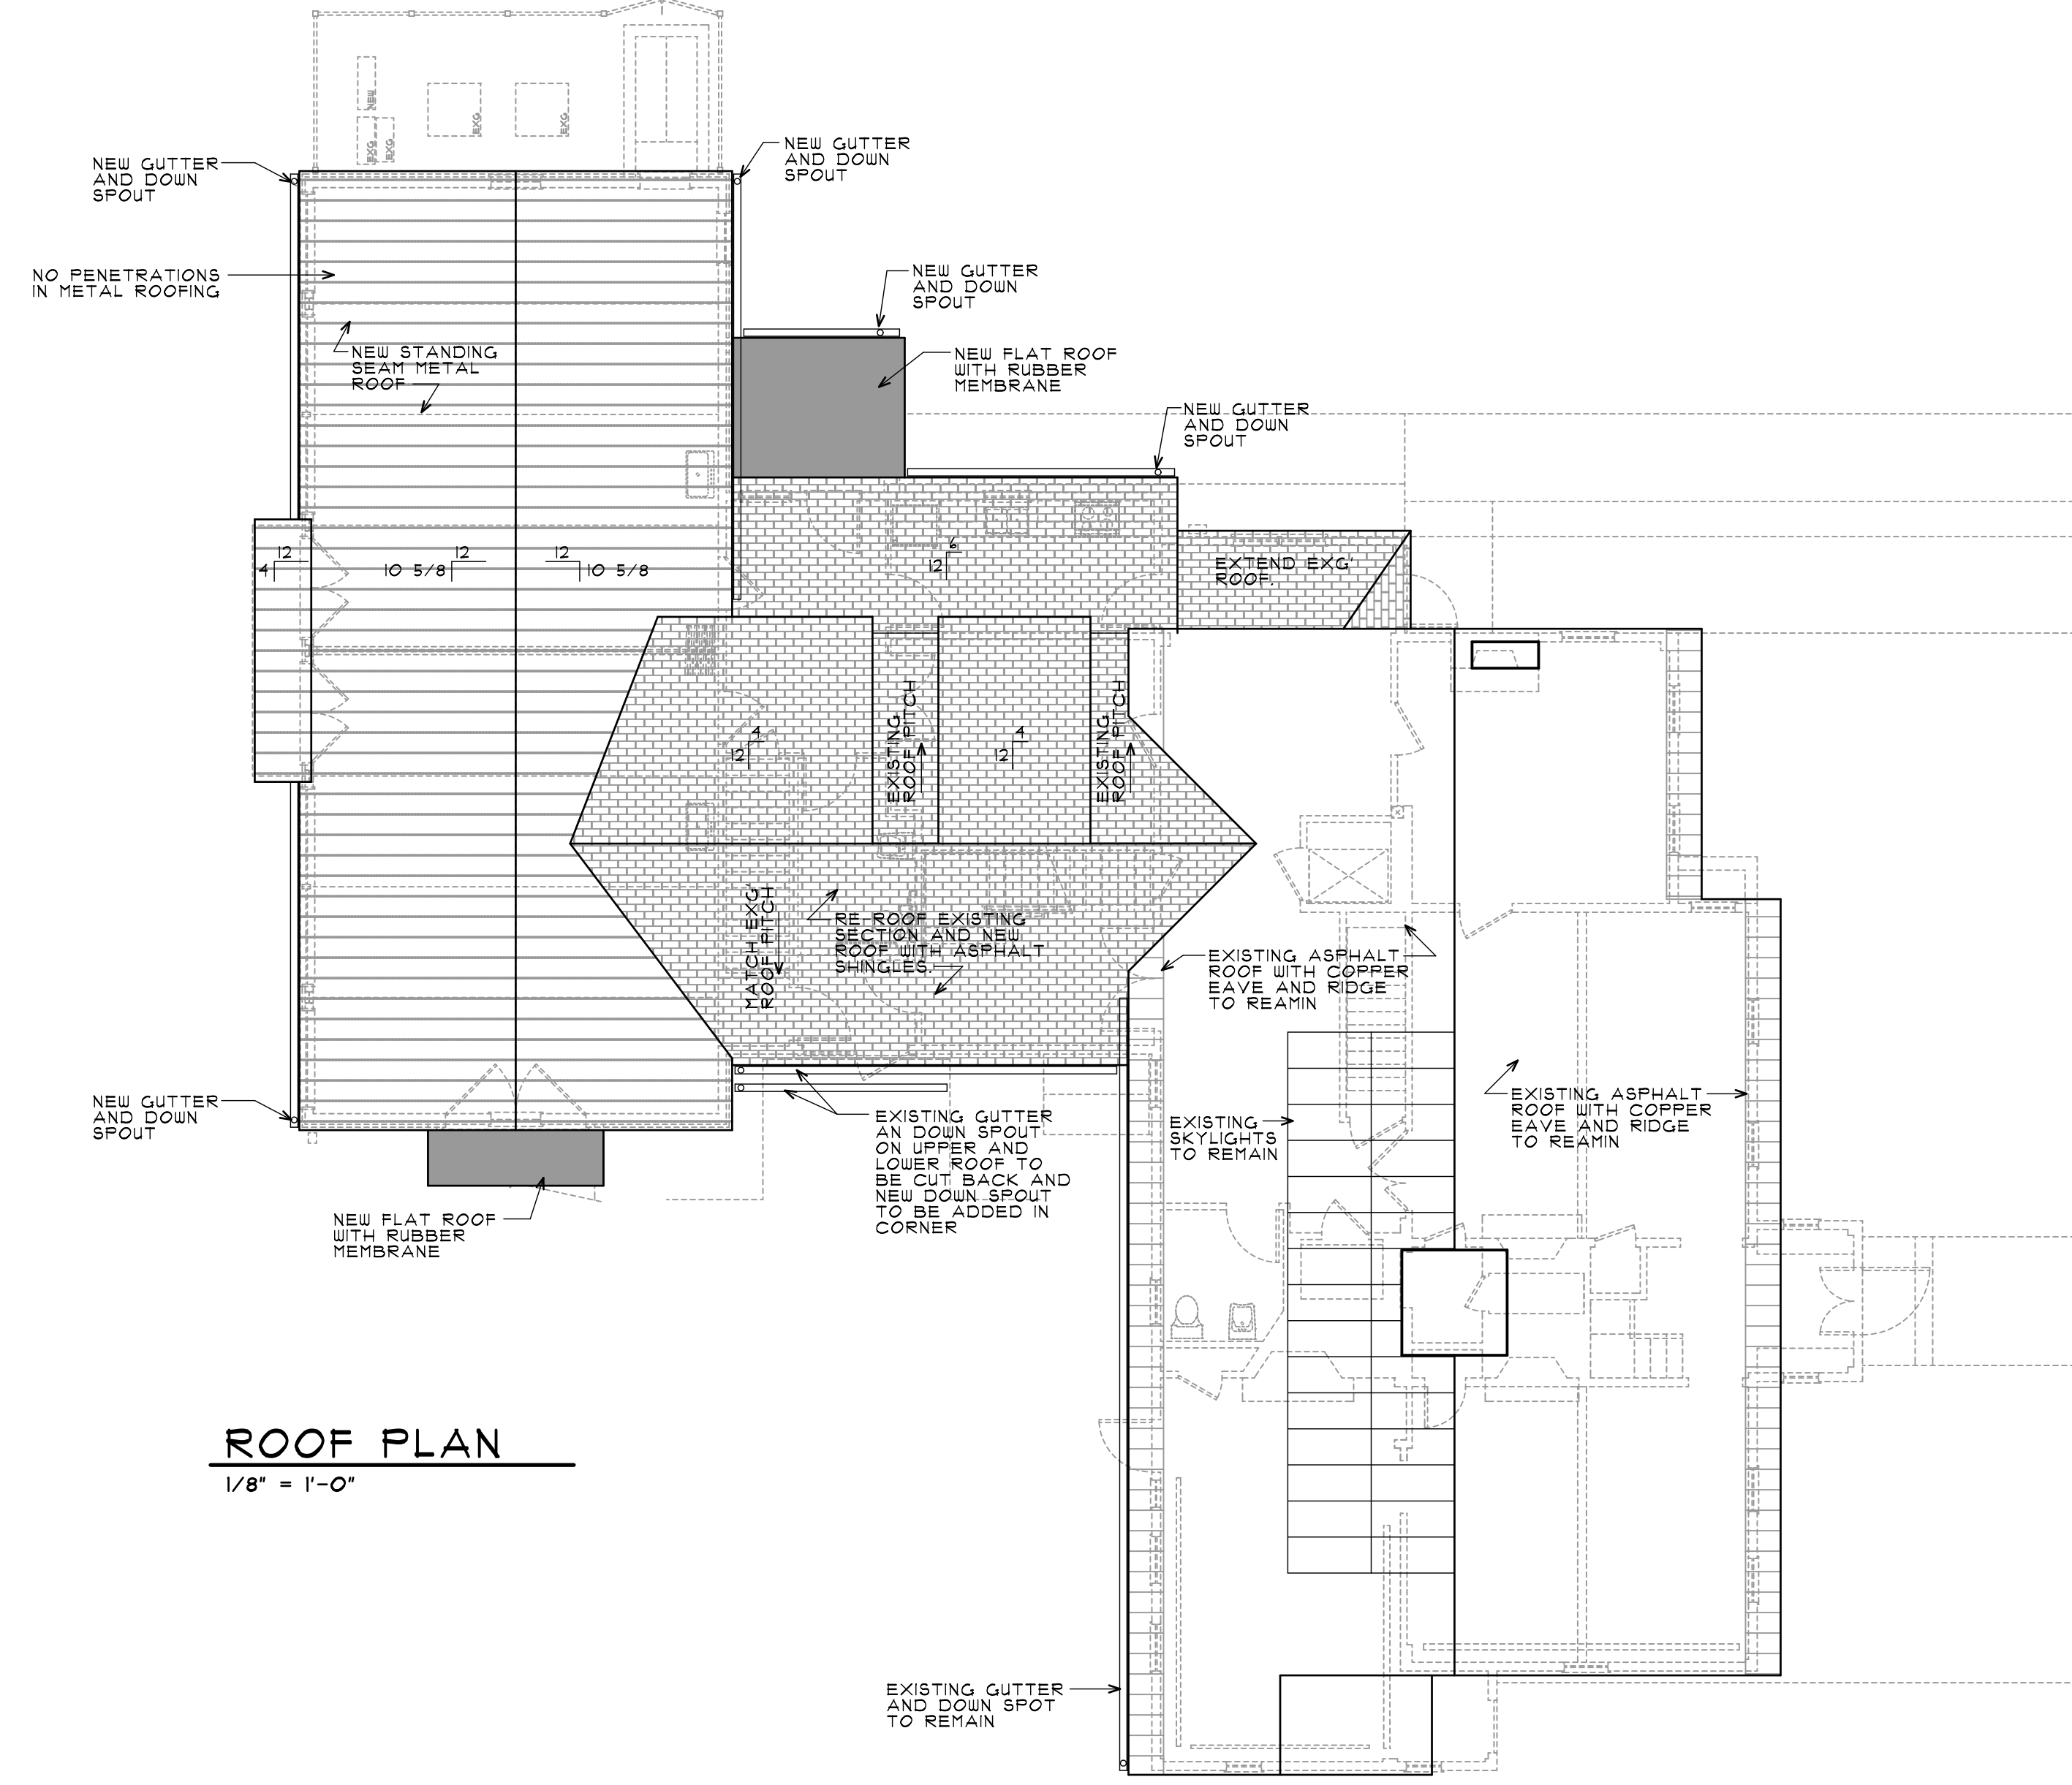 NEW
EXG
EXG
EXG
EXG
NEW GUTTER
AND DOWN
SPOUT
NEW GUTTER
AND DOWN
SPOUT
NO PENETRATIONS
IN METAL ROOFING
NEW GUTTER
AND DOWN
SPOUT
NEW STANDING
SEAM METAL
ROOF
NEW FLAT ROOF
WITH RUBBER
MEMBRANE
NEW GUTTER
AND DOWN
SPOUT
12
4
12
10 5/8
12
10 5/8
6
12
EXTEND EXG'
ROOF.
4
12
EXISTING
ROOF PITCH
4
12
EXISTING
ROOF PITCH
MATCH EXG'
ROOF PITCH
RE-ROOF EXISTING
SECTION AND NEW
ROOF WITH ASPHALT
SHINGLES.
EXISTING ASPHALT
ROOF WITH COPPER
EAVE AND RIDGE
TO REAMIN
NEW GUTTER
AND DOWN
SPOUT
EXISTING GUTTER
AN DOWN SPOUT
ON UPPER AND
LOWER ROOF TO
BE CUT BACK AND
NEW DOWN SPOUT
TO BE ADDED IN
CORNER
EXISTING
SKYLIGHTS
TO REMAIN
EXISTING ASPHALT
ROOF WITH COPPER
EAVE AND RIDGE
TO REAMIN
NEW FLAT ROOF
WITH RUBBER
MEMBRANE
ROOF PLAN
1/8" = 1'-0"
EXISTING GUTTER
AND DOWN SPOT
TO REMAIN